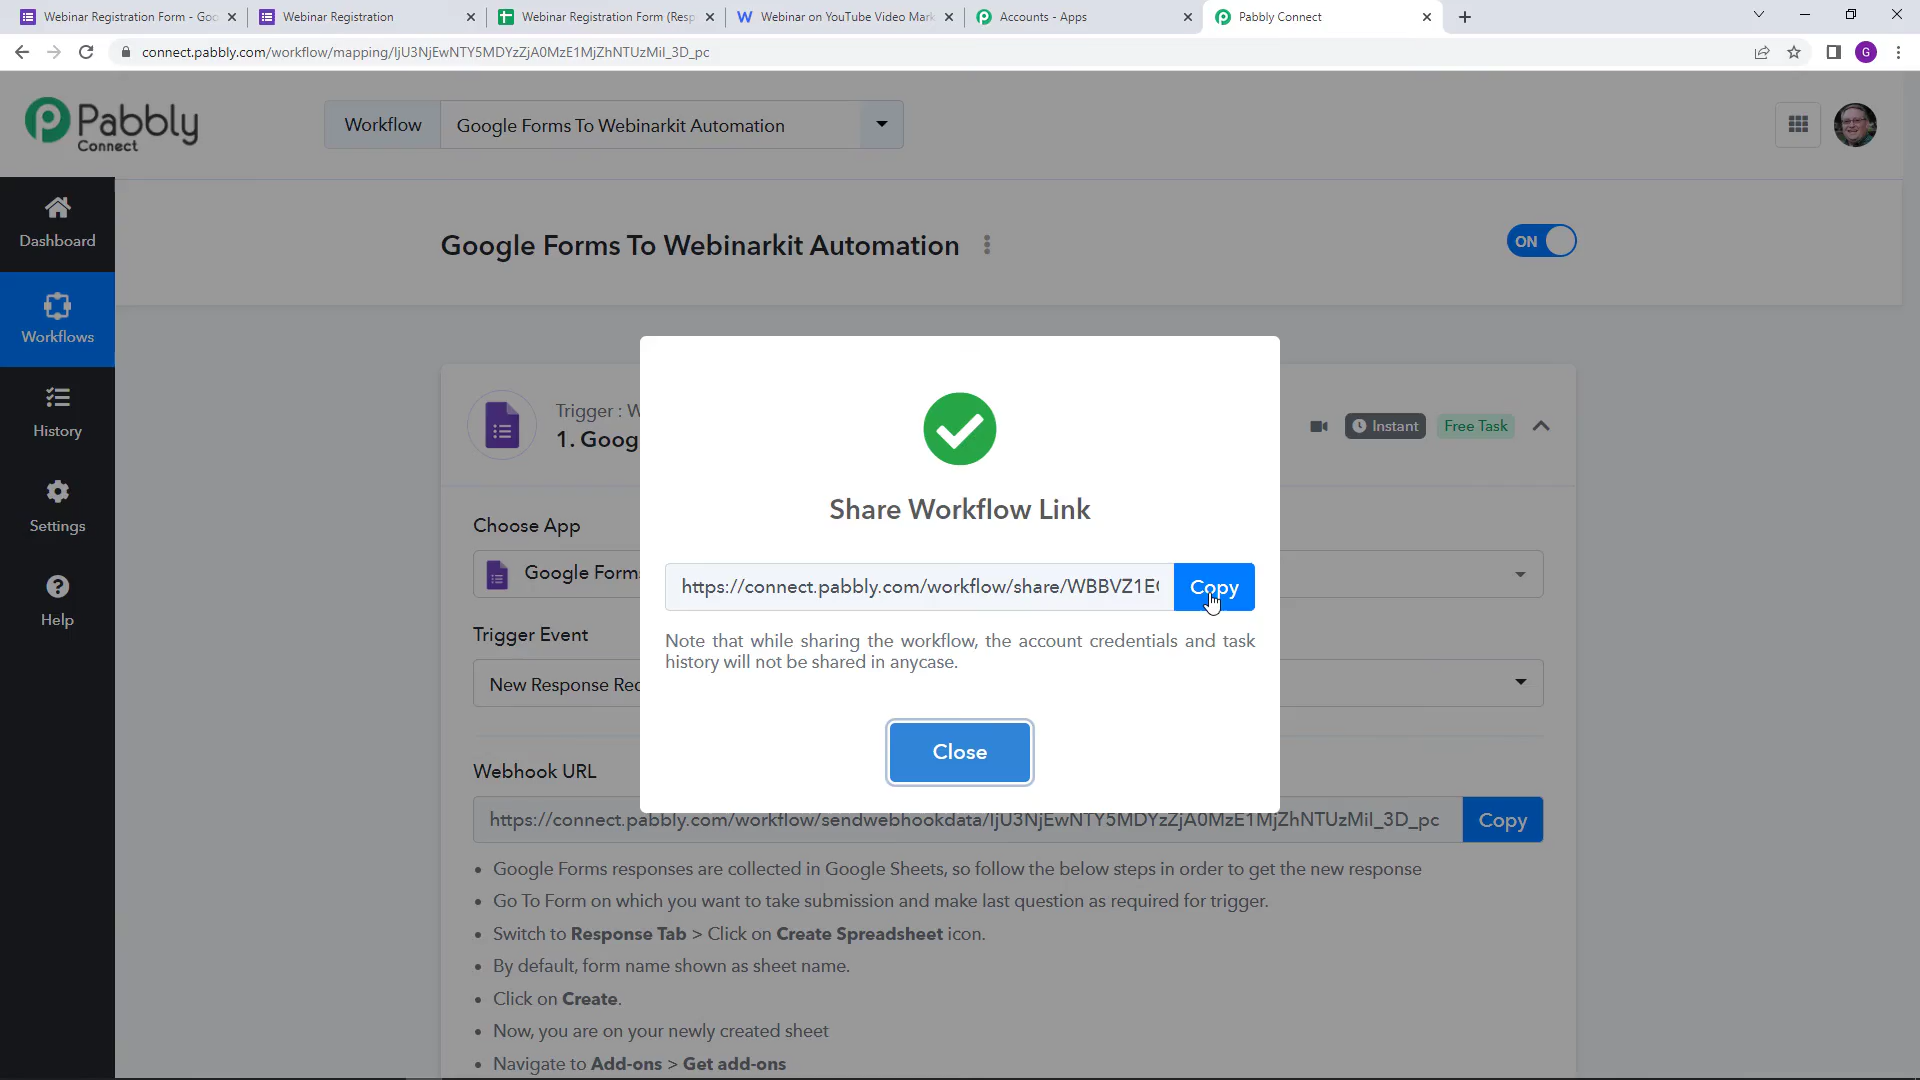 Webinar Registration Form - Goo
Webinar Registration
Webinar Registration Form (Resp
Webinar on YouTube Video Mark
Accounts - Apps
Pabbly Connect
connect.pabbly.com/workflow/mapping/IjU3NjEwNTY5MDYzZjA0MzE1MjZhNTUzMiI_3D_pc
G
Pabbly
Connect
Workflow
Google Forms To Webinarkit Automation
Dashboard
Workflows
History
Settings
Help
Google Forms To Webinarkit Automation
ON
Trigger : W
1. Goog
Instant
Free Task
Choose App
Google Forms
Trigger Event
New Response Rec
Webhook URL
https://connect.pabbly.com/workflow/sendwebhookdata/IjU3NjEwNTY5MDYzZjA0MzE1MjZhNTUzMiI_3D_pc
Copy
• Google Forms responses are collected in Google Sheets, so follow the below steps in order to get the new response
• Go To Form on which you want to take submission and make last question as required for trigger.
• Switch to Response Tab > Click on Create Spreadsheet icon.
• By default, form name shown as sheet name.
• Click on Create.
• Now, you are on your newly created sheet
• Navigate to Add-ons > Get add-ons
Share Workflow Link
https://connect.pabbly.com/workflow/share/WBBVZ1E
Copy
Note that while sharing the workflow, the account credentials and task
history will not be shared in anycase.
Close